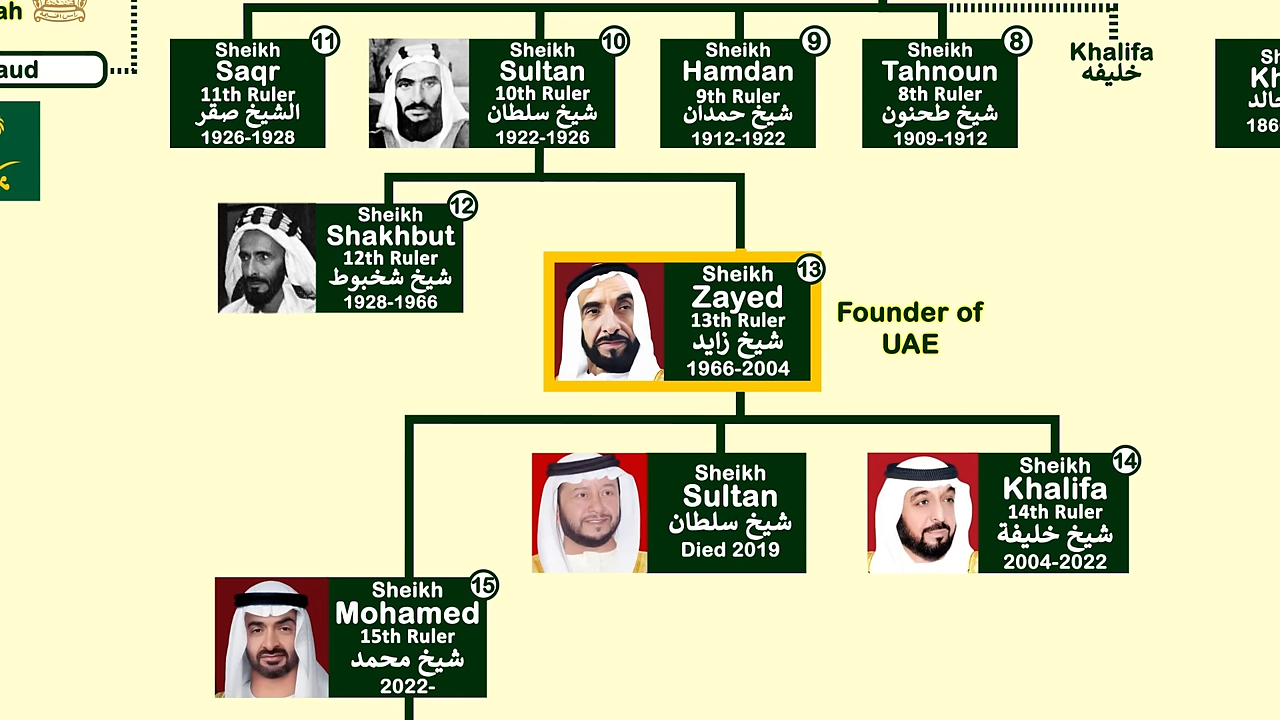 ah
aud
11
Sheikh
Saqr
11th Ruler
الشيخ صقر
1926-1928
10
Sheikh
Sultan
10th Ruler
شيخ سلطان
1922-1926
9
Sheikh
Hamdan
9th Ruler
شيخ حمدان
1912-1922
8
Sheikh
Tahnoun
8th Ruler
شيخ طحنون
1909-1912
Khalifa
خليفه
Sh
Kh
خالد
186
12
Sheikh
Shakhbut
12th Ruler
شيخ شخبوط
1928-1966
13
Sheikh
Zayed
13th Ruler
شيخ زايد
1966-2004
Founder of
UAE
Sheikh
Sultan
شيخ سلطان
Died 2019
14
Sheikh
Khalifa
14th Ruler
شيخ خليفة
2004-2022
15
Sheikh
Mohamed
15th Ruler
شيخ محمد
2022-